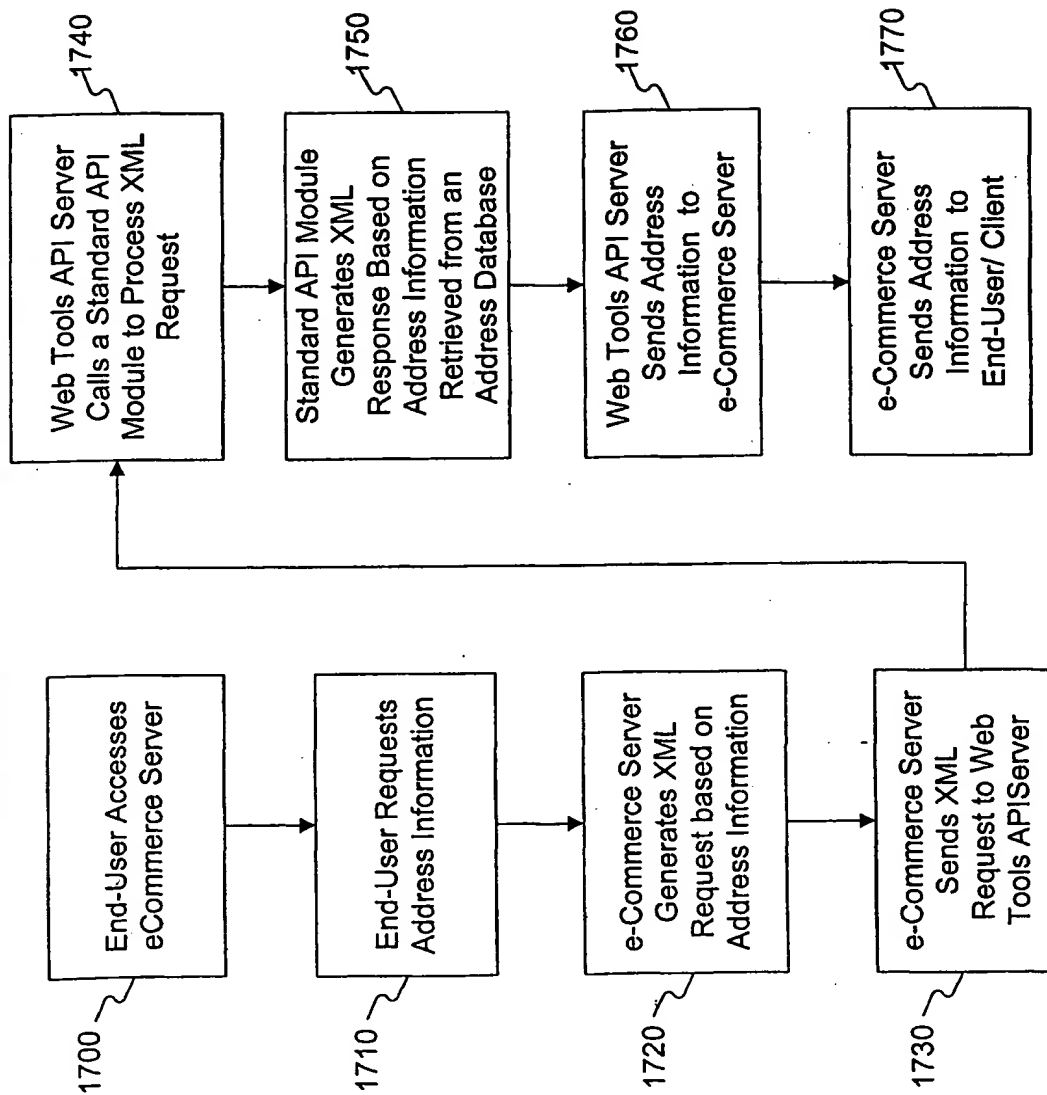 1700
End-User Accesses
eCommerce Server
1710
End-User Requests
Address Information
1720
e-Commerce Server
Generates XML
Request based on
Address Information
1730
e-Commerce Server
Sends XML
Request to Web
Tools APIServer
1740
Web Tools API Server
Calls a Standard API
Module to Process XML
Request
1750
Standard API Module
Generates XML
Response Based on
Address Information
Retrieved from an
Address Database
1760
Web Tools API Server
Sends Address
Information to
e-Commerce Server
1770
e-Commerce Server
Sends Address
Information to
End-User/ Client